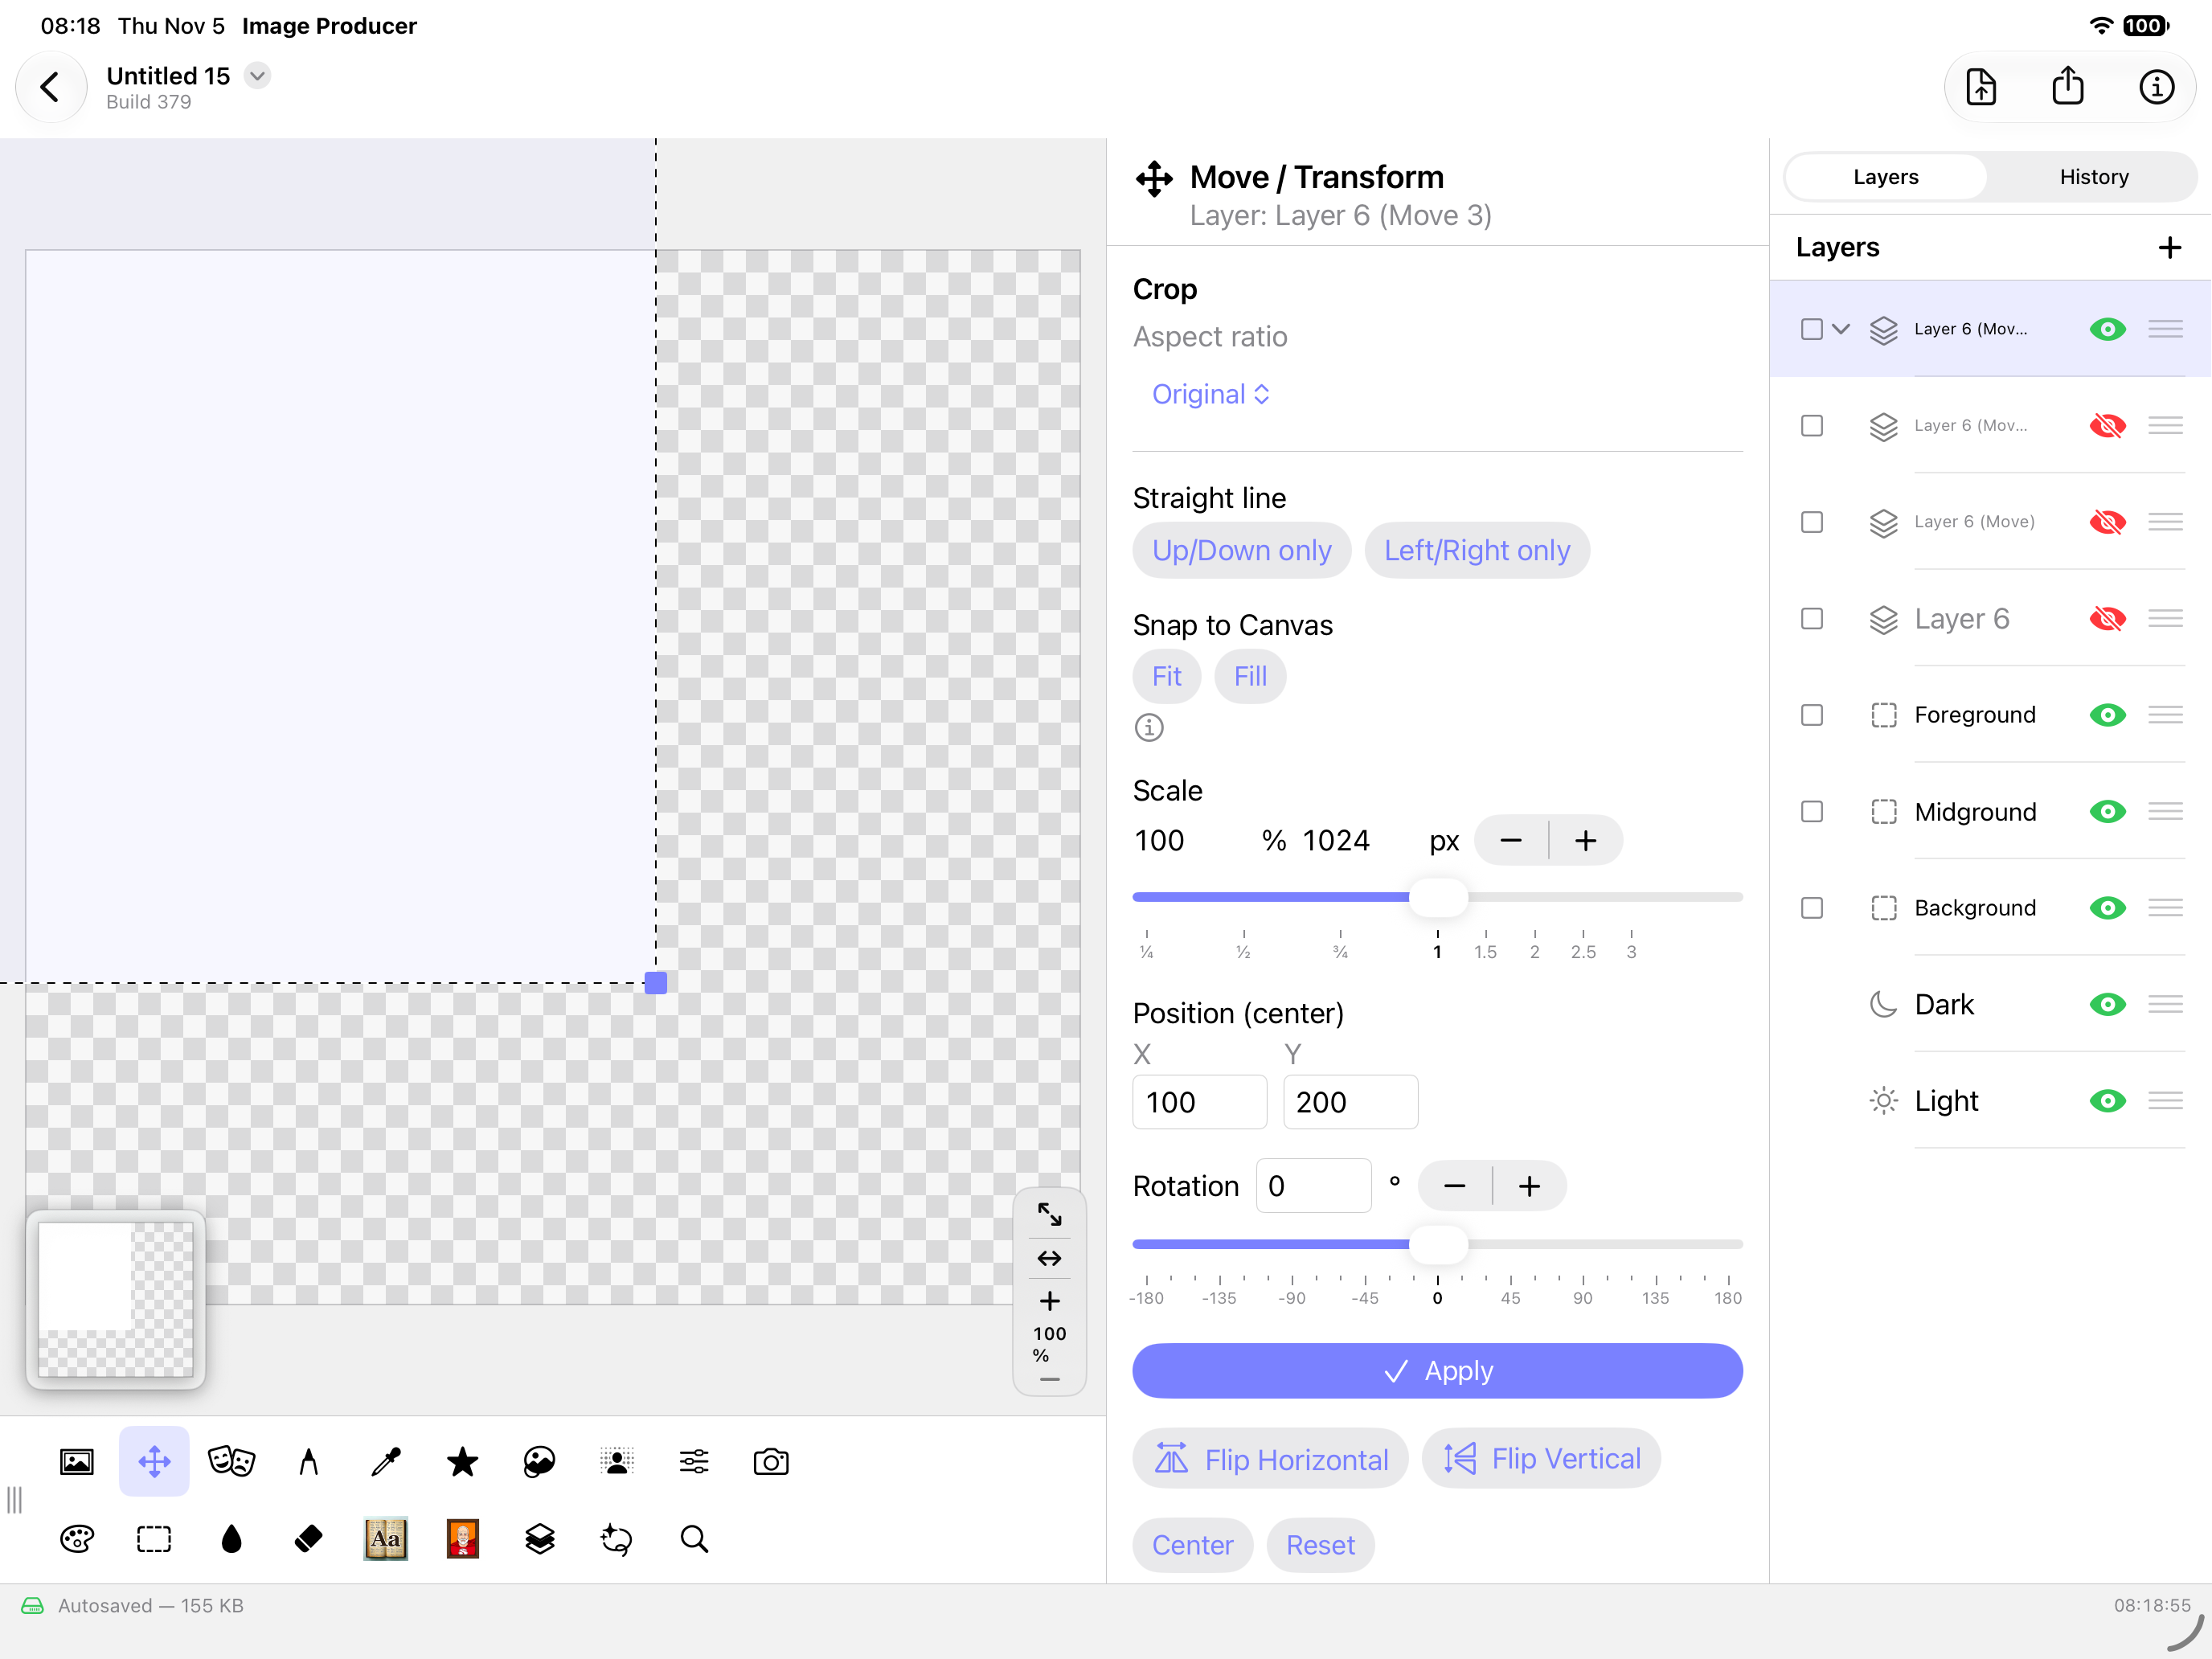 08:18 Thu Nov 5 Image Producer
100
Untitled 15
Build 379
Move / Transform
Layer: Layer 6 (Move 3)
Crop
Aspect ratio
Original
Straight line
Up/Down only Left/Right only
Snap to Canvas
Fit Fill
Scale
100 % 1024 px
¼ ½ ¾ 1 1.5 2 2.5 3
Position (center)
X Y
100 200
Rotation 0 °
-180 -135 -90 -45 0 45 90 135 180
Apply
Flip Horizontal Flip Vertical
Center Reset
Layers History
Layers
Layer 6 (Mov...
Layer 6 (Mov...
Layer 6 (Move)
Layer 6
Foreground
Midground
Background
Dark
Light
100
%
Aa
Autosaved — 155 KB
08:18:55